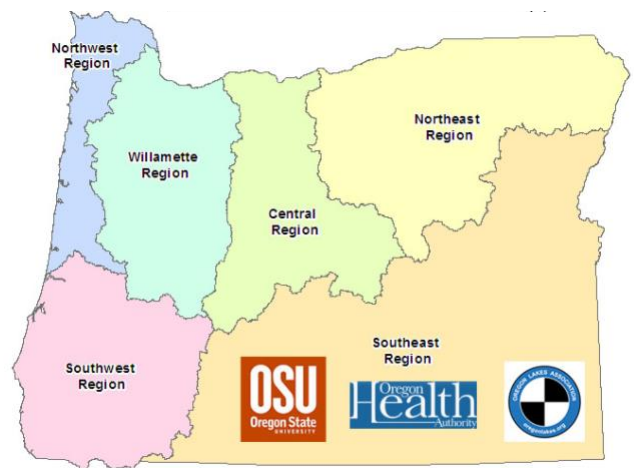 Northwest
Region
Willamette
Region
Northeast
Region
Central
Region
Southwest
Region
Southeast
Region
OSU
Oregon State
UNIVERSITY
Oregon
Health
Authority
OREGON LAKES ASSOCIATION
oregonlakes.org